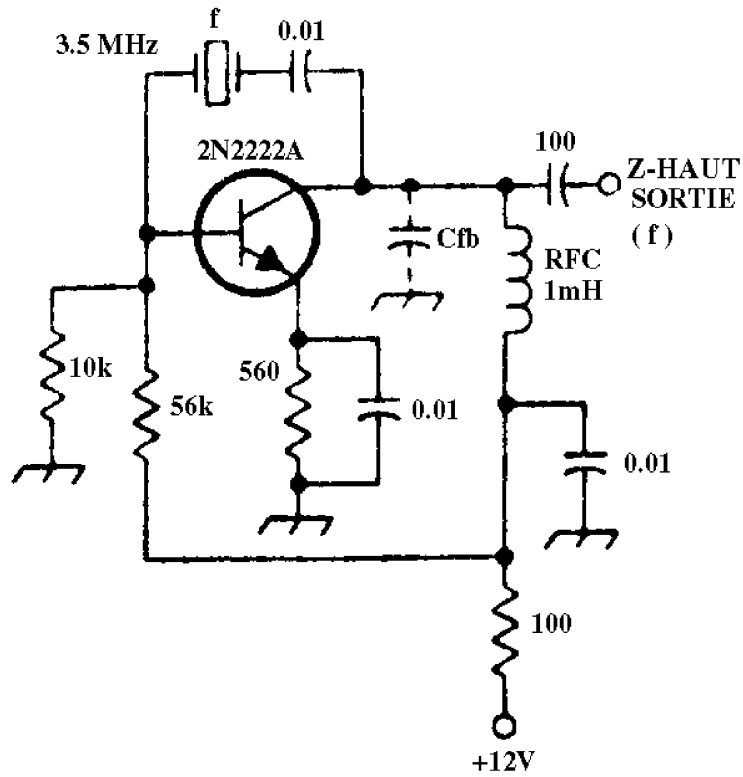 f
3.5 MHz
0.01
2N2222A
100
Z-HAUT
SORTIE
( f )
Cfb
RFC
1mH
10k
56k
560
0.01
0.01
100
+12V